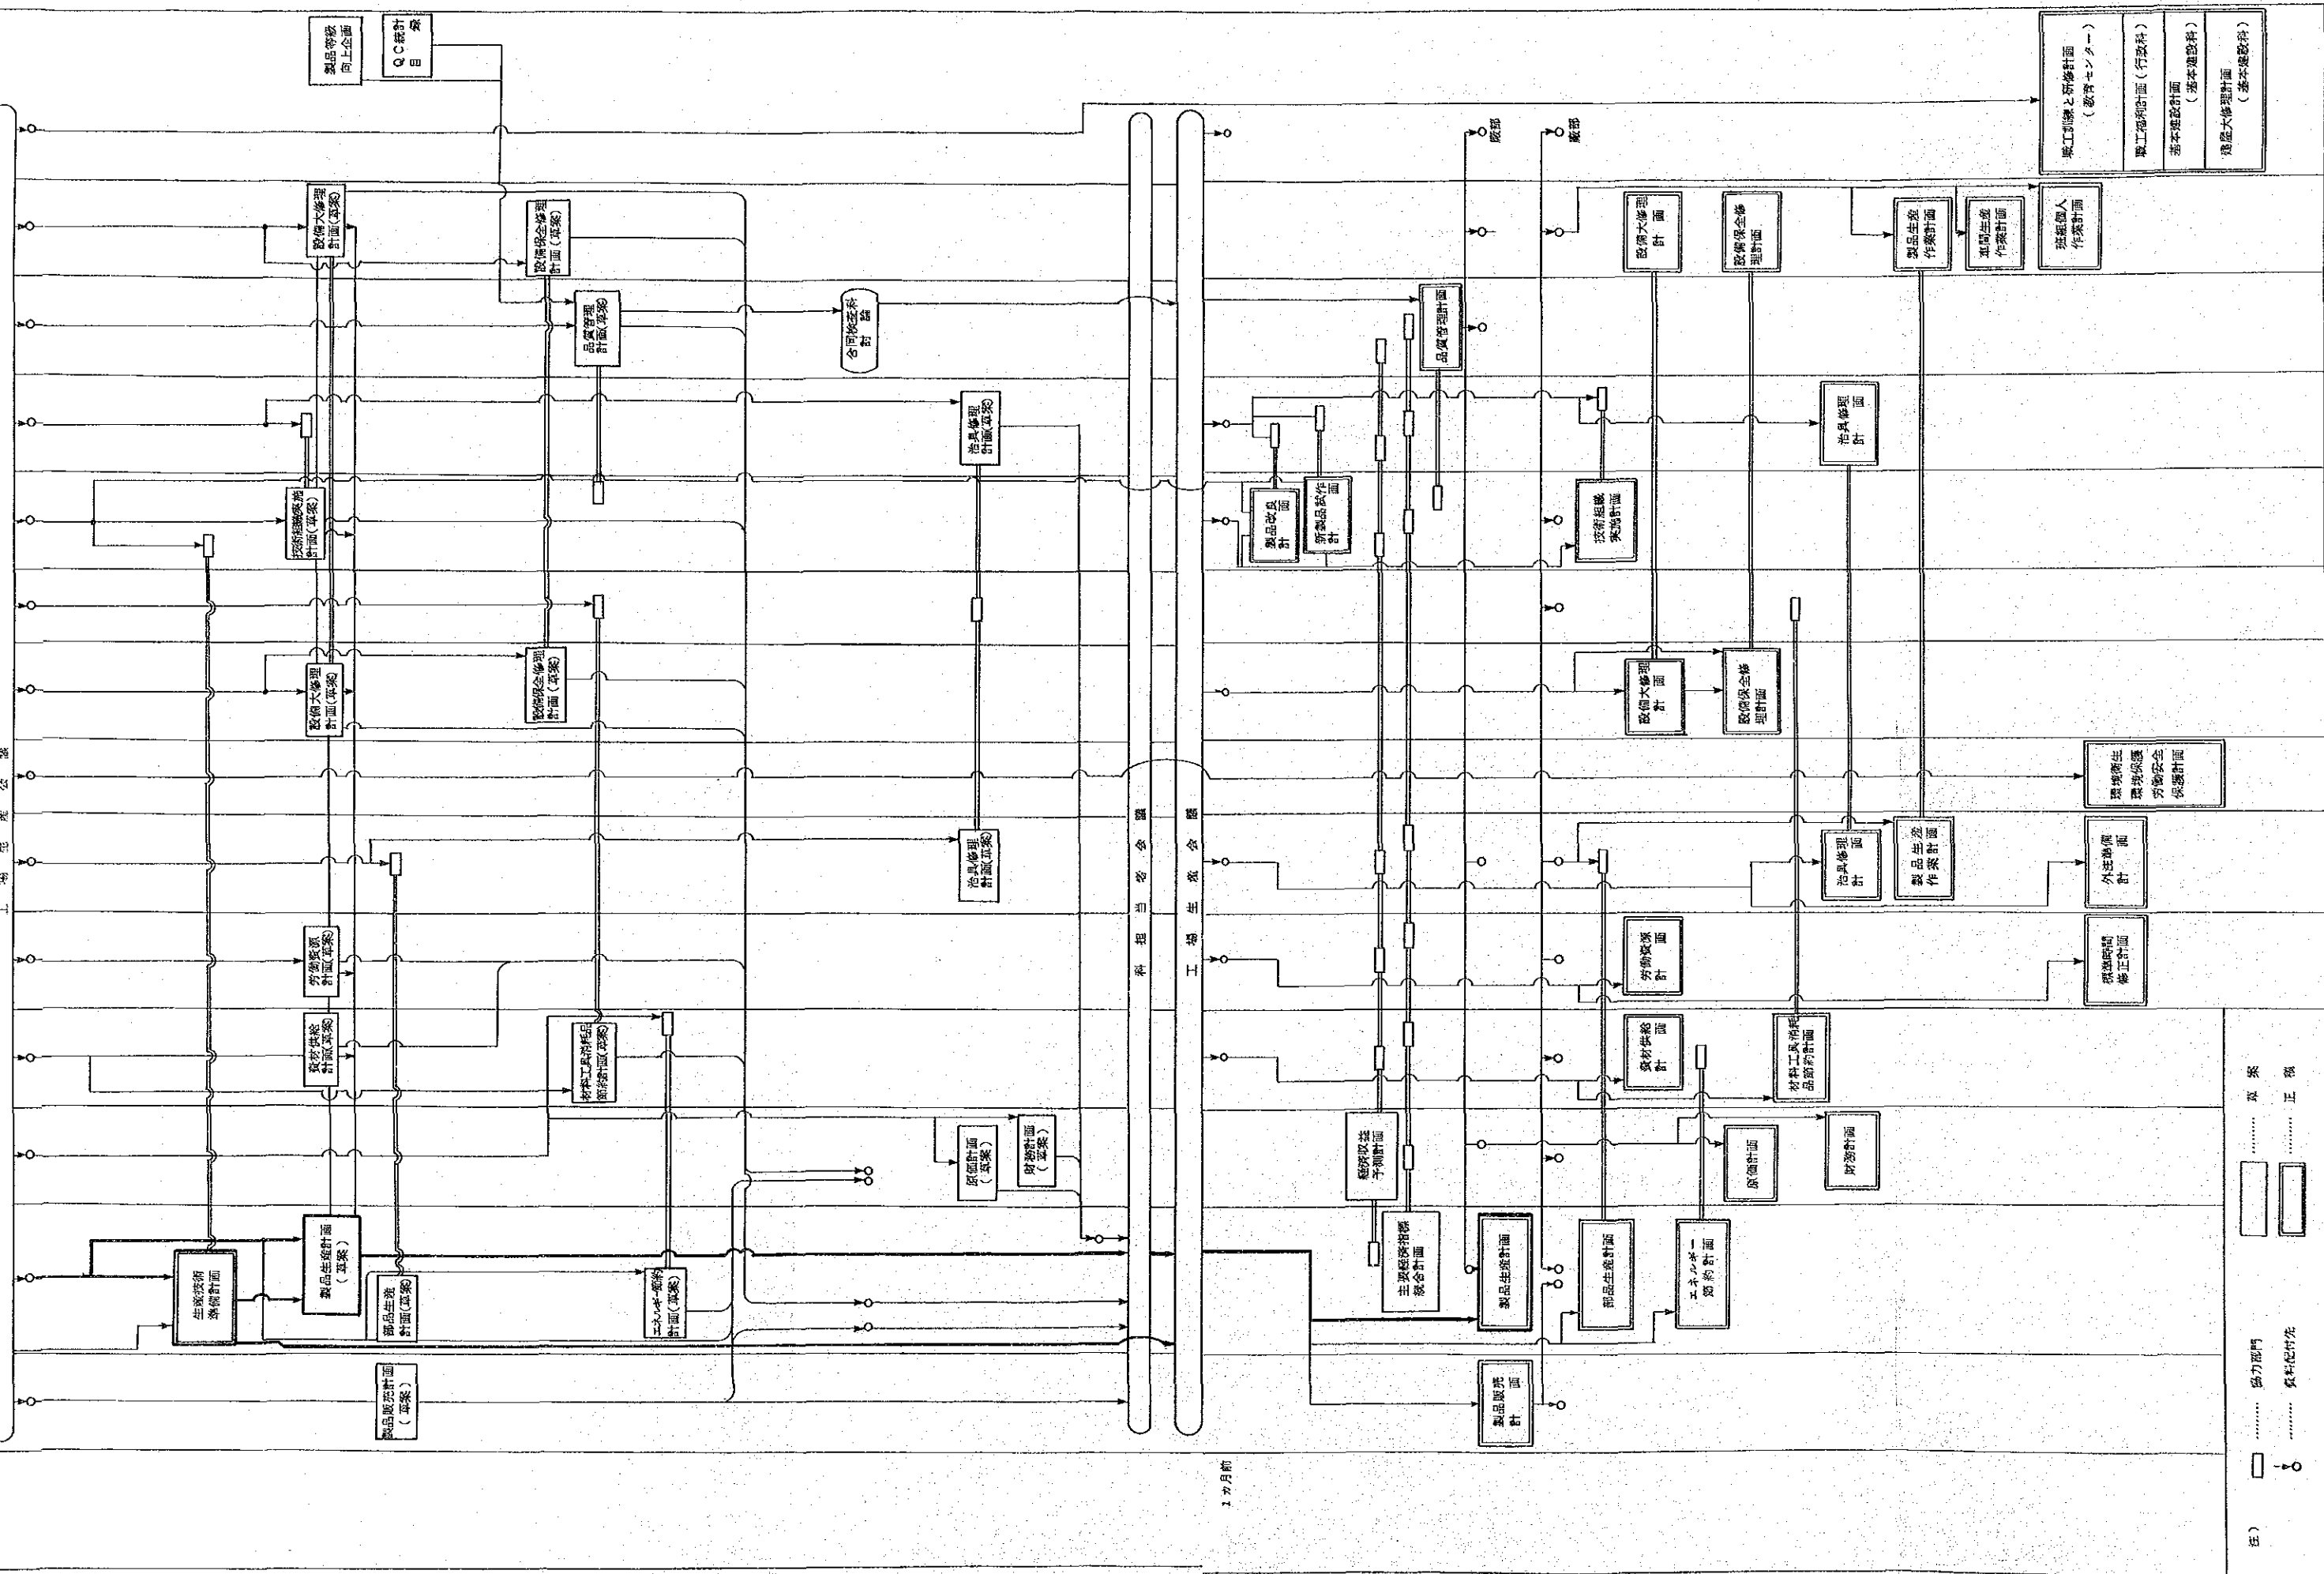 製品等級
向上企画
QC統計
目録
設備大修理
計画(草案)
設備保全修理
計画(草案)
品質管理
計画(草案)
合同検査科
討論
治具修理
計画(草案)
技術組織実施
計画(草案)
設備大修理
計画(草案)
設備保全修理
計画(草案)
治具修理
計画(草案)
労働資源
計画(草案)
資材供給
計画(草案)
材料工具消耗品
節約計画(草案)
原価計画
(草案)
財務計画
(草案)
生産技術
準備計画
製品生産計画
(草案)
部品生産
計画(草案)
エネルギー節約
計画(草案)
製品販売計画
(草案)
科担当者会議
工場生産会議
1カ月前
廠部
廠部
職工訓練と研修計画
(教育センター)
職工福利計画(行政科)
基本建設計画
(基本建設科)
建屋大修理計画
(基本建設科)
設備大修理
計画
設備保全修
理計画
製品生産
作業計画
車間生産
作業計画
班組個人
作業計画
品質管理計画
治具修理
計画
製品改良
計画
新製品試作
計画
技術組織
実施計画
設備大修理
計画
設備保全修
理計画
環境衛生
環境保護
労働安全
保護計画
治具修理
計画
製品生産
作業計画
外注準備
計画
労働資源
計画
標準時間
修正計画
資材供給
計画
材料工具消耗
品節約計画
経済収益
予測計画
原価計画
財務計画
主要経済指標
統合計画
製品生産計画
部品生産計画
エネルギー
節約計画
製品販売
計画
注)
協力部門
資料配付先
草案
正稿